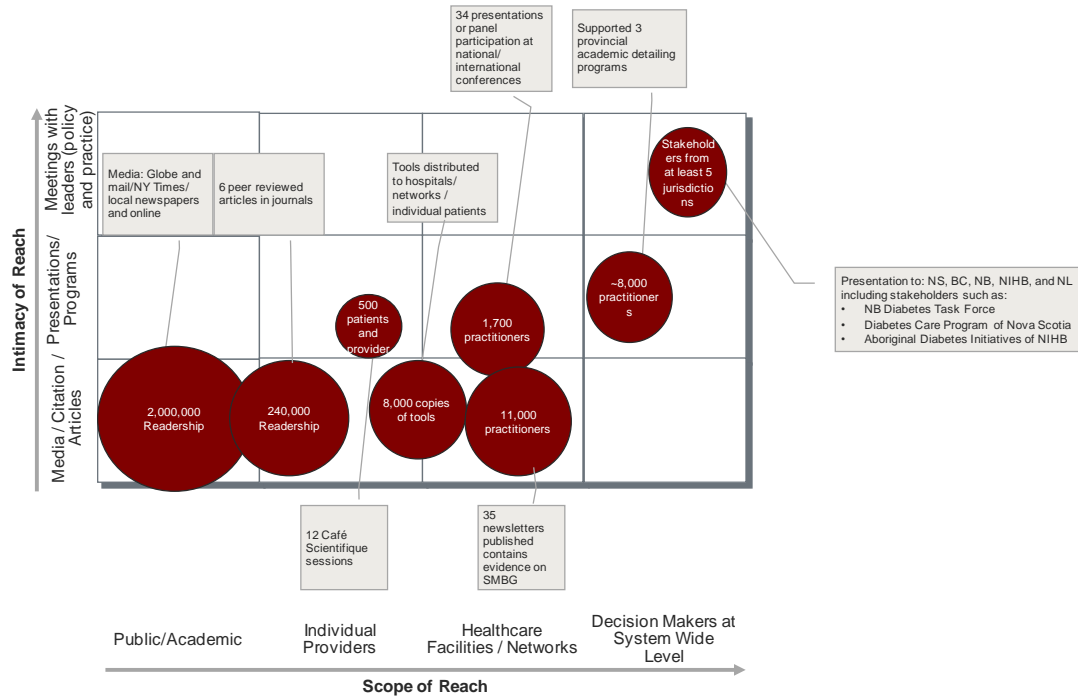 34 presentations
or panel
participation at
national/
international
conferences
Supported 3
provincial
academic detailing
programs
Intimacy of Reach
Meetings with
leaders (policy
and practice)
Presentations/
Programs
Media / Citation /
Articles
Media: Globe and
mail/NY Times/
local newspapers
and online
6 peer reviewed
articles in journals
Tools distributed
to hospitals/
networks /
individual patients
Stakehold
ers from
at least 5
jurisdictio
ns
500
patients
and
provider
1,700
practitioners
~8,000
practitioner
s
Presentation to: NS, BC, NB, NIHB, and NL
including stakeholders such as:
• NB Diabetes Task Force
• Diabetes Care Program of Nova Scotia
• Aboriginal Diabetes Initiatives of NIHB
2,000,000
Readership
240,000
Readership
8,000 copies
of tools
11,000
practitioners
12 Café
Scientifique
sessions
35
newsletters
published
contains
evidence on
SMBG
Public/Academic
Individual
Providers
Healthcare
Facilities / Networks
Decision Makers at
System Wide
Level
Scope of Reach